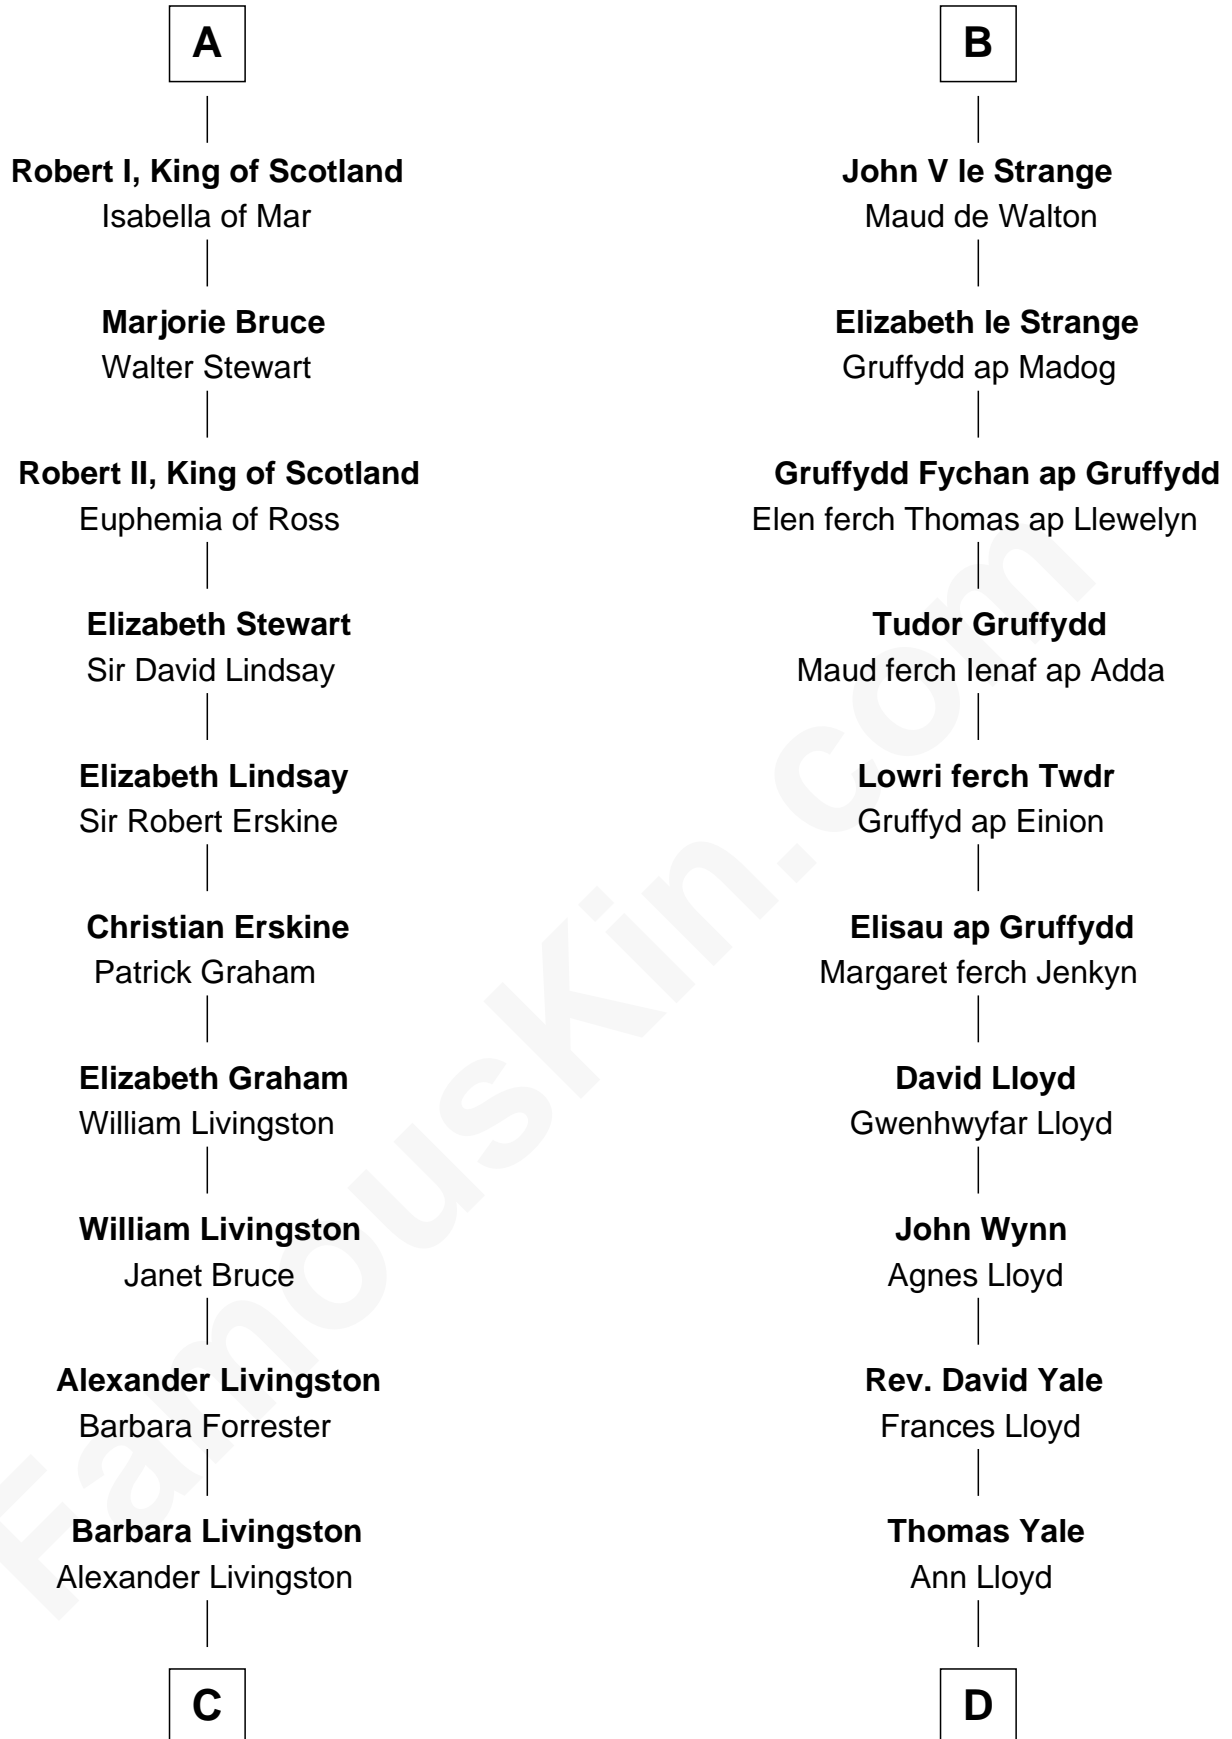 A
Robert I, King of Scotland
Isabella of Mar
Marjorie Bruce
Walter Stewart
Robert II, King of Scotland
Euphemia of Ross
Elizabeth Stewart
Sir David Lindsay
Elizabeth Lindsay
Sir Robert Erskine
Christian Erskine
Patrick Graham
Elizabeth Graham
William Livingston
William Livingston
Janet Bruce
Alexander Livingston
Barbara Forrester
Barbara Livingston
Alexander Livingston
C
B
John V le Strange
Maud de Walton
Elizabeth le Strange
Gruffydd ap Madog
Gruffydd Fychan ap Gruffydd
Elen ferch Thomas ap Llewelyn
Tudor Gruffydd
Maud ferch Ienaf ap Adda
Lowri ferch Twdr
Gruffyd ap Einion
Elisau ap Gruffydd
Margaret ferch Jenkyn
David Lloyd
Gwenhwyfar Lloyd
John Wynn
Agnes Lloyd
Rev. David Yale
Frances Lloyd
Thomas Yale
Ann Lloyd
D
FamousKin.com